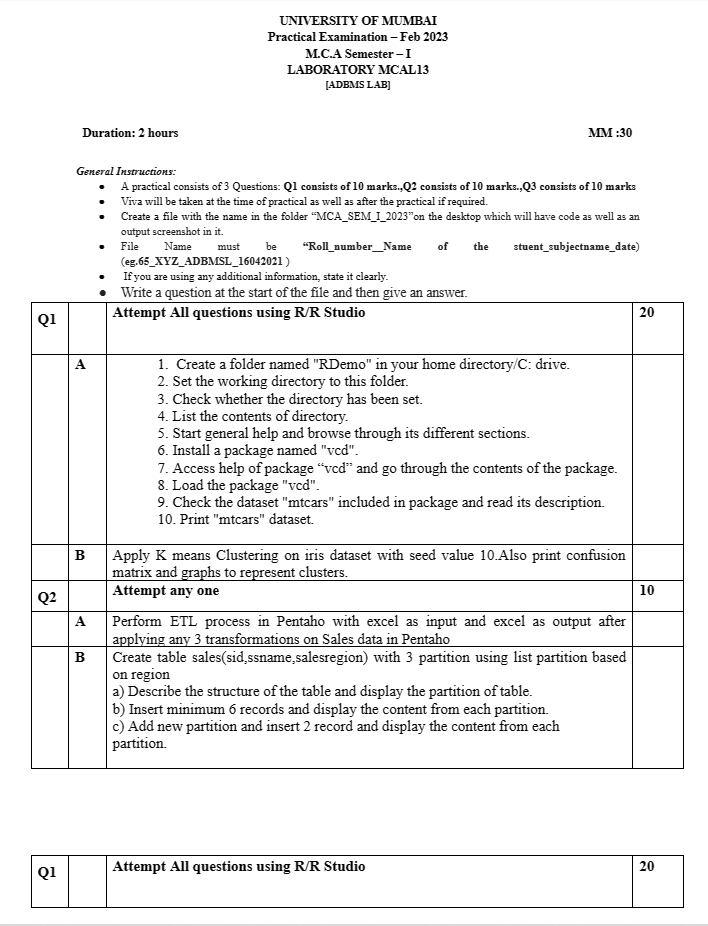 UNIVERSITY OF MUMBAI
Practical Examination – Feb 2023
M.C.A Semester – I
LABORATORY MCAL13
[ADBMS LAB]
Duration: 2 hours MM :30
General Instructions:
• A practical consists of 3 Questions: Q1 consists of 10 marks.,Q2 consists of 10 marks.,Q3 consists of 10 marks
• Viva will be taken at the time of practical as well as after the practical if required.
• Create a file with the name in the folder “MCA_SEM_I_2023”on the desktop which will have code as well as an
output screenshot in it.
• File Name must be “Roll_number__Name of the stuent_subjectname_date)
(eg.65_XYZ_ADBMSL_16042021 )
• If you are using any additional information, state it clearly.
• Write a question at the start of the file and then give an answer.
Q1 Attempt All questions using R/R Studio 20
A 1. Create a folder named "RDemo" in your home directory/C: drive.
2. Set the working directory to this folder.
3. Check whether the directory has been set.
4. List the contents of directory.
5. Start general help and browse through its different sections.
6. Install a package named "vcd".
7. Access help of package “vcd” and go through the contents of the package.
8. Load the package "vcd".
9. Check the dataset "mtcars" included in package and read its description.
10. Print "mtcars" dataset.
B Apply K means Clustering on iris dataset with seed value 10.Also print confusion
matrix and graphs to represent clusters.
Q2 Attempt any one 10
A Perform ETL process in Pentaho with excel as input and excel as output after
applying any 3 transformations on Sales data in Pentaho
B Create table sales(sid,ssname,salesregion) with 3 partition using list partition based
on region
a) Describe the structure of the table and display the partition of table.
b) Insert minimum 6 records and display the content from each partition.
c) Add new partition and insert 2 record and display the content from each
partition.
Q1 Attempt All questions using R/R Studio 20